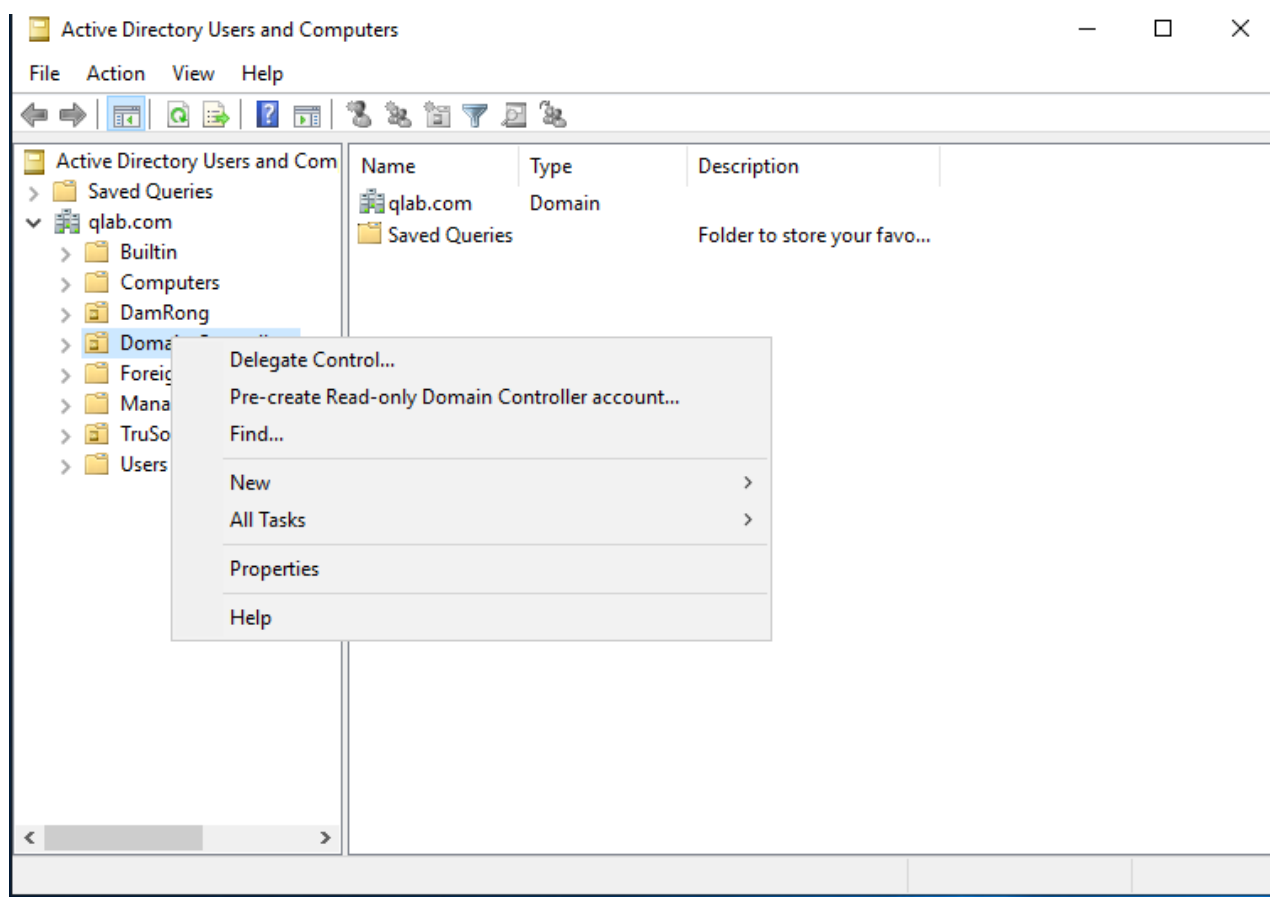 Active Directory Users and Computers
File Action View Help
Active Directory Users and Com
Saved Queries
qlab.com
Builtin
Computers
DamRong
Doma
Foreig
Mana
TruSo
Users
Name Type Description
qlab.com Domain
Saved Queries Folder to store your favo...
Delegate Control...
Pre-create Read-only Domain Controller account...
Find...
New
All Tasks
Properties
Help